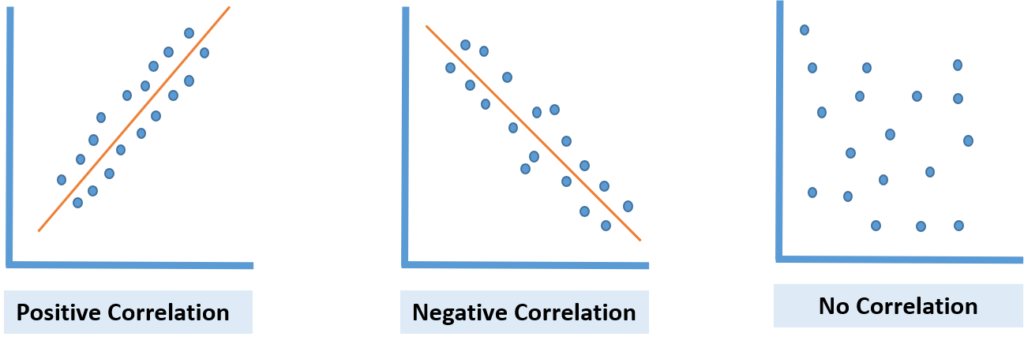 Positive Correlation
Negative Correlation
No Correlation